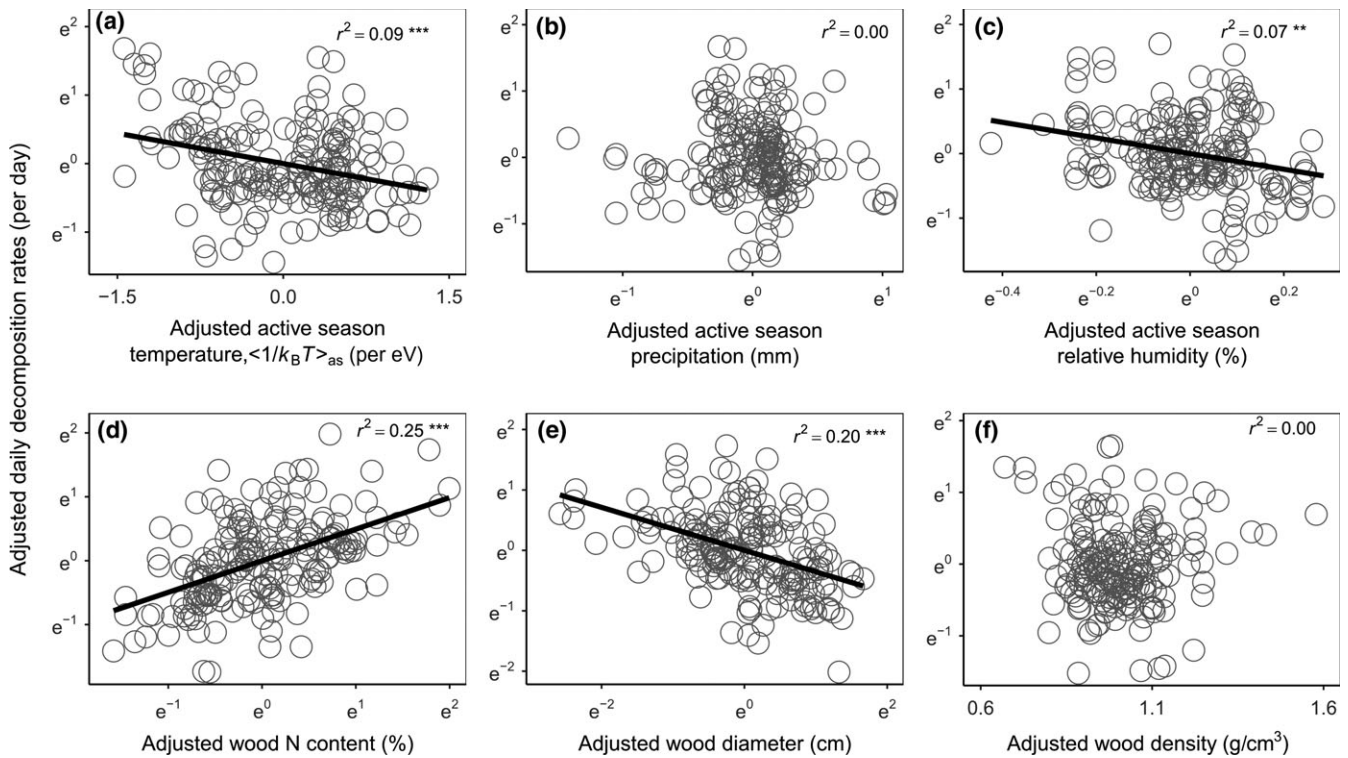 Adjusted daily decomposition rates (per day)
(a)
r² = 0.09 ***
e²
e¹
e⁰
e⁻¹
−1.5
0.0
1.5
Adjusted active season
temperature,<1/k_BT>_as (per eV)
(b)
r² = 0.00
e²
e¹
e⁰
e⁻¹
e⁻¹
e⁰
e¹
Adjusted active season
precipitation (mm)
(c)
r² = 0.07 **
e²
e¹
e⁰
e⁻¹
e⁻⁰·⁴
e⁻⁰·²
e⁰
e⁰·²
Adjusted active season
relative humidity (%)
(d)
r² = 0.25 ***
e²
e¹
e⁰
e⁻¹
e⁻¹
e⁰
e¹
e²
Adjusted wood N content (%)
(e)
r² = 0.20 ***
e²
e¹
e⁰
e⁻¹
e⁻²
e⁻²
e⁰
e²
Adjusted wood diameter (cm)
(f)
r² = 0.00
e²
e¹
e⁰
e⁻¹
0.6
1.1
1.6
Adjusted wood density (g/cm³)